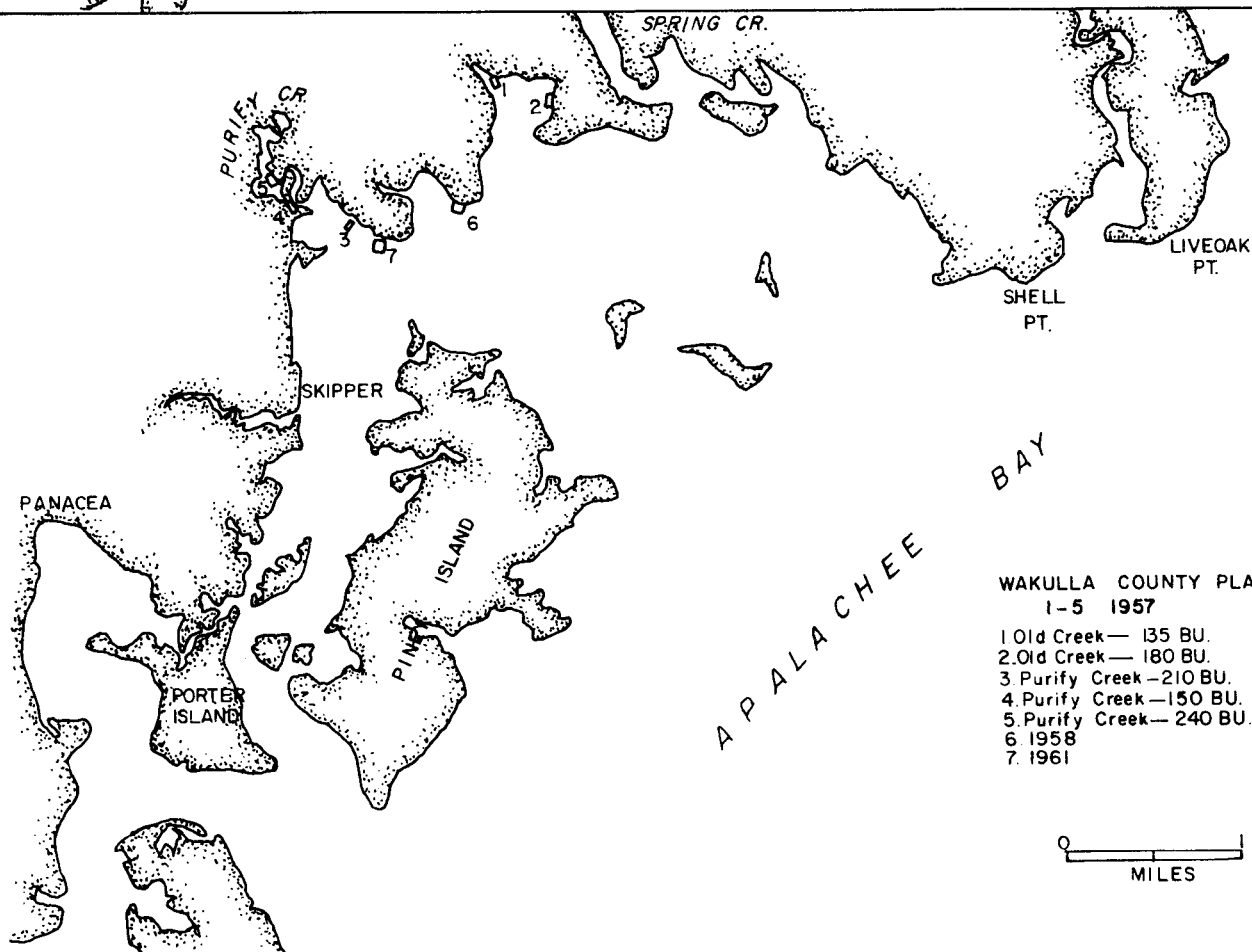 SPRING CR.
PURIFY CR.
1
2
5
4
3
7
6
LIVEOAK
PT.
SHELL
PT.
SKIPPER
PANACEA
PINEY ISLAND
PORTER
ISLAND
APALACHEE BAY
WAKULLA COUNTY PLA
1-5 1957
1 Old Creek — 135 BU.
2. Old Creek — 180 BU.
3. Purify Creek — 210 BU.
4. Purify Creek — 150 BU.
5. Purify Creek — 240 BU.
6. 1958
7. 1961
0 1
MILES